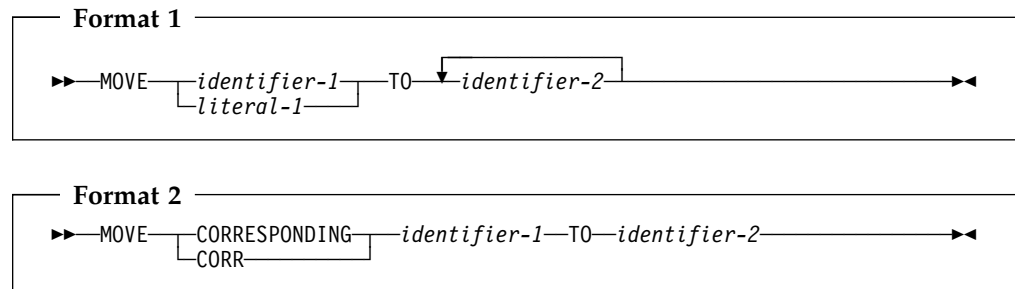 Format 1
MOVE identifier-1 TO identifier-2
literal-1
Format 2
MOVE CORRESPONDING identifier-1 TO identifier-2
CORR